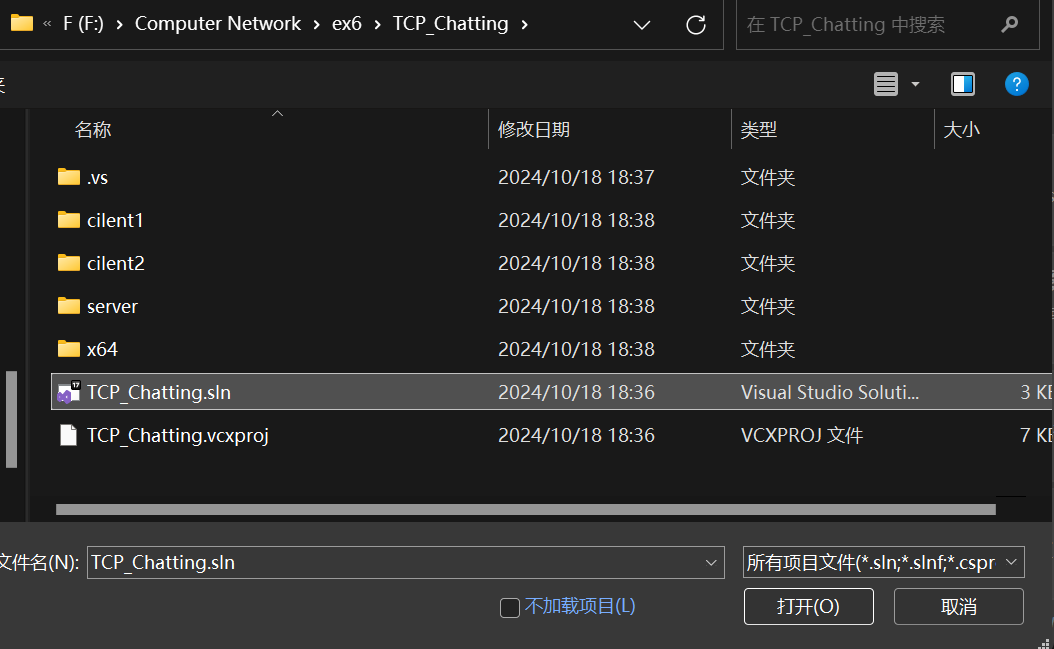 « F (F:) › Computer Network › ex6 › TCP_Chatting › 在 TCP_Chatting 中搜索
?
名称 修改日期 类型 大小
.vs 2024/10/18 18:37 文件夹
cilent1 2024/10/18 18:38 文件夹
cilent2 2024/10/18 18:38 文件夹
server 2024/10/18 18:38 文件夹
x64 2024/10/18 18:38 文件夹
TCP_Chatting.sln 2024/10/18 18:36 Visual Studio Soluti... 3 KB
TCP_Chatting.vcxproj 2024/10/18 18:36 VCXPROJ 文件 7 KB
文件名(N): TCP_Chatting.sln 所有项目文件(*.sln;*.slnf;*.cspr
不加载项目(L) 打开(O) 取消